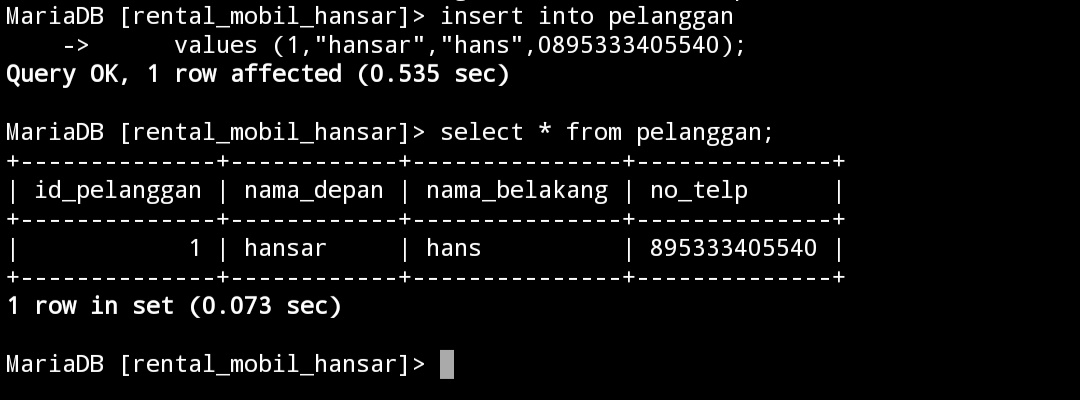 MariaDB [rental_mobil_hansar]> insert into pelanggan
    ->      values (1,"hansar","hans",0895333405540);
Query OK, 1 row affected (0.535 sec)

MariaDB [rental_mobil_hansar]> select * from pelanggan;
+--------------+------------+---------------+--------------+
| id_pelanggan | nama_depan | nama_belakang | no_telp      |
+--------------+------------+---------------+--------------+
|            1 | hansar     | hans          | 895333405540 |
+--------------+------------+---------------+--------------+
1 row in set (0.073 sec)

MariaDB [rental_mobil_hansar]>